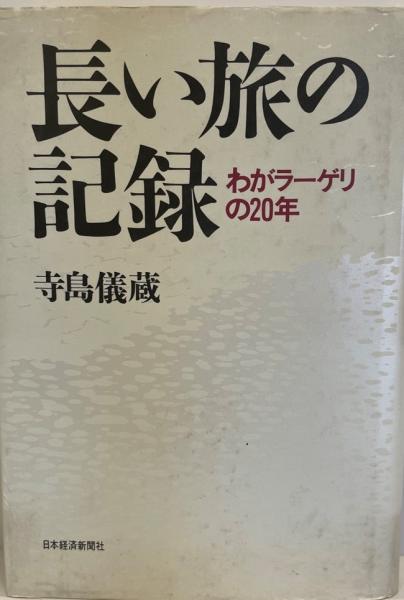 長い旅の
記録
わがラーゲリ
の20年
寺島儀蔵
日本経済新聞社